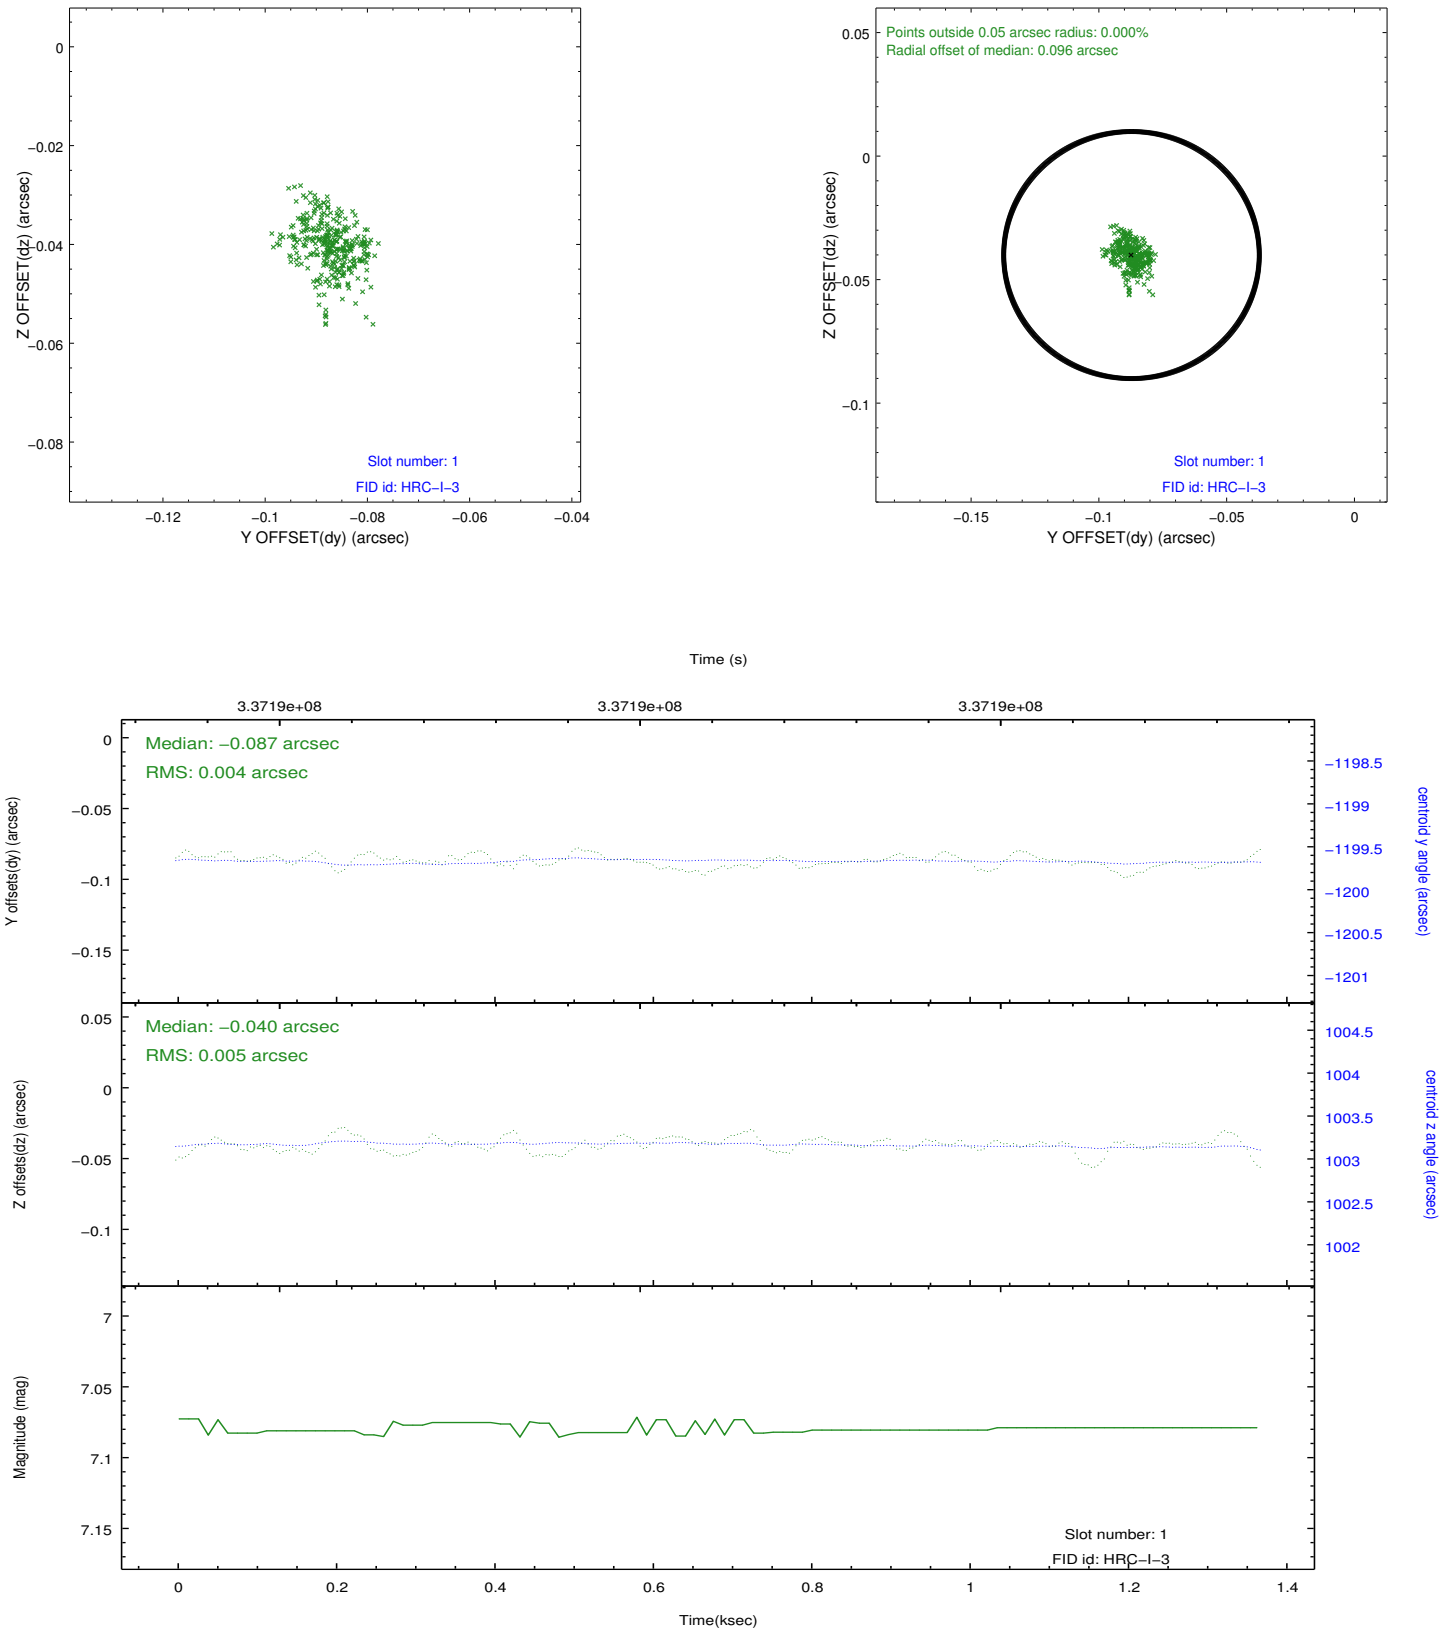 0
−0.02
−0.04
−0.06
−0.08
Z OFFSET(dz) (arcsec)
Slot number: 1
FID id: HRC−I−3
−0.12
−0.1
−0.08
−0.06
−0.04
Y OFFSET(dy) (arcsec)
Points outside 0.05 arcsec radius: 0.000%
Radial offset of median: 0.096 arcsec
0.05
0
−0.05
−0.1
Z OFFSET(dz) (arcsec)
Slot number: 1
FID id: HRC−I−3
−0.15
−0.1
−0.05
0
Y OFFSET(dy) (arcsec)
Time (s)
3.3719e+08
3.3719e+08
3.3719e+08
Median: −0.087 arcsec
RMS: 0.004 arcsec
0
−0.05
−0.1
−0.15
Y offsets(dy) (arcsec)
−1198.5
−1199
−1199.5
−1200
−1200.5
−1201
centroid y angle (arcsec)
Median: −0.040 arcsec
RMS: 0.005 arcsec
0.05
0
−0.05
−0.1
Z offsets(dz) (arcsec)
1004.5
1004
1003.5
1003
1002.5
1002
centroid z angle (arcsec)
7
7.05
7.1
7.15
Magnitude (mag)
Slot number: 1
FID id: HRC−I−3
0
0.2
0.4
0.6
0.8
1
1.2
1.4
Time(ksec)